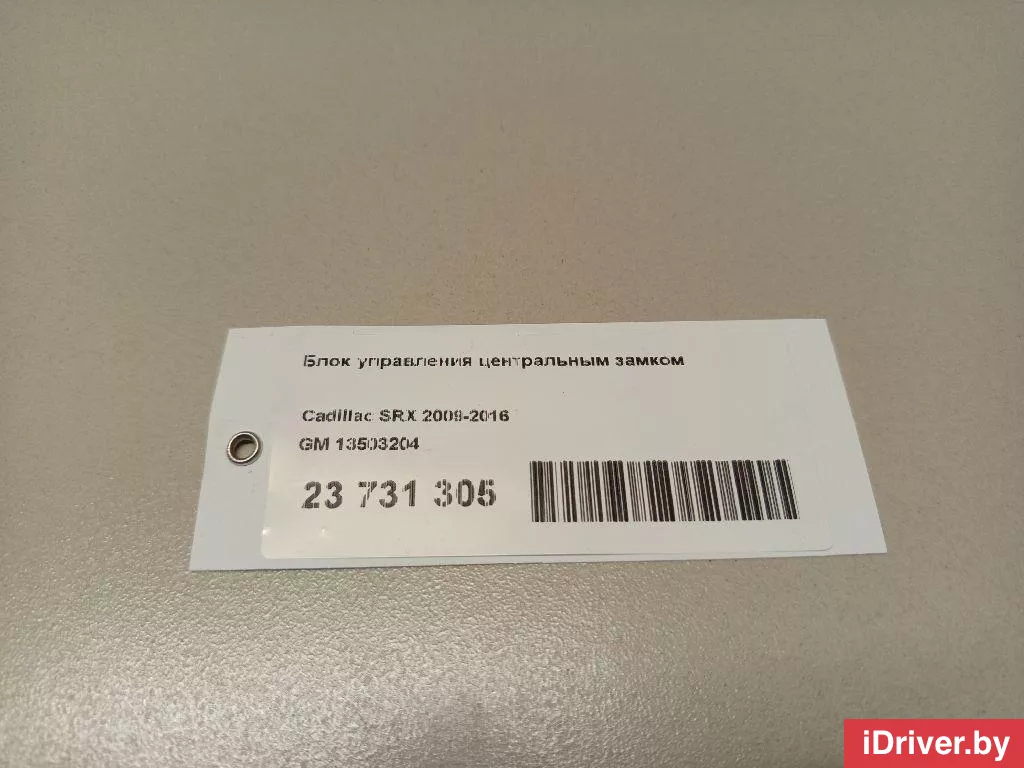 Блок управления центральным замком
Cadillac SRX 2009-2016
GM 13503204
23 731 305
iDriver.by